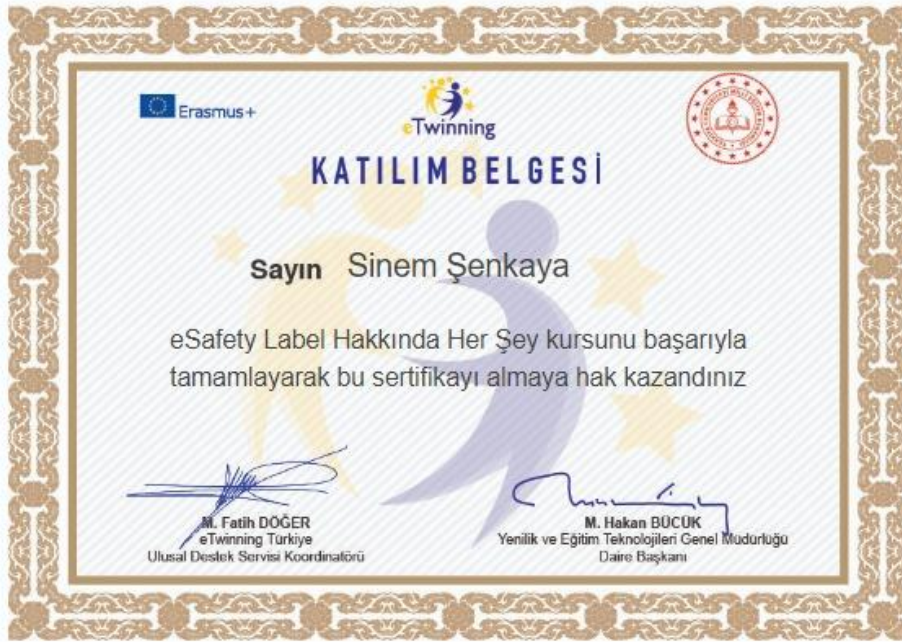 Erasmus+
eTwinning
KATILIM BELGESİ
Sayın Sinem Şenkaya
eSafety Label Hakkında Her Şey kursunu başarıyla
tamamlayarak bu sertifikayı almaya hak kazandınız
M. Fatih DÖĞER
eTwinning Türkiye
Ulusal Destek Servisi Koordinatörü
M. Hakan BÜCÜK
Yenilik ve Eğitim Teknolojileri Genel Müdürlüğü
Daire Başkanı